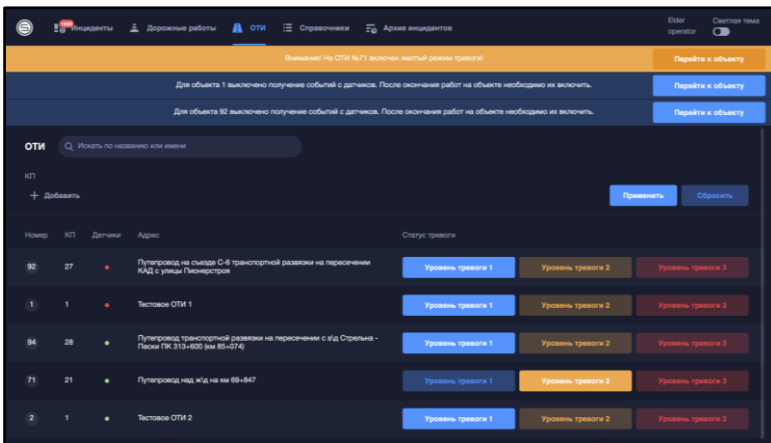 Инциденты
Дорожные работы
ОТИ
Справочники
Архив инцидентов
Elder
operator
Светлая тема
Внимание! На ОТИ №71 включен желтый режим тревоги!
Перейти к объекту
Для объекта 1 выключено получение событий с датчиков. После окончания работ на объекте необходимо их включить.
Перейти к объекту
Для объекта 92 выключено получение событий с датчиков. После окончания работ на объекте необходимо их включить.
Перейти к объекту
ОТИ
Искать по названию или имени
КП
+ Добавить
Применить
Сбросить
Номер КП Датчики Адрес Статус тревоги
92 27 Путепровод на съезде С-6 транспортной развязки на пересечении
КАД с улицы Пионерстроя
Уровень тревоги 1 Уровень тревоги 2 Уровень тревоги 3
1 1 Тестовое ОТИ 1 Уровень тревоги 1 Уровень тревоги 2 Уровень тревоги 3
94 28 Путепровод транспортной развязки на пересечении с з\д Стрельна -
Пески ПК 313+600 (км 85+074)
Уровень тревоги 1 Уровень тревоги 2 Уровень тревоги 3
71 21 Путепровод над ж\д на км 69+847 Уровень тревоги 1 Уровень тревоги 2 Уровень тревоги 3
2 1 Тестовое ОТИ 2 Уровень тревоги 1 Уровень тревоги 2 Уровень тревоги 3